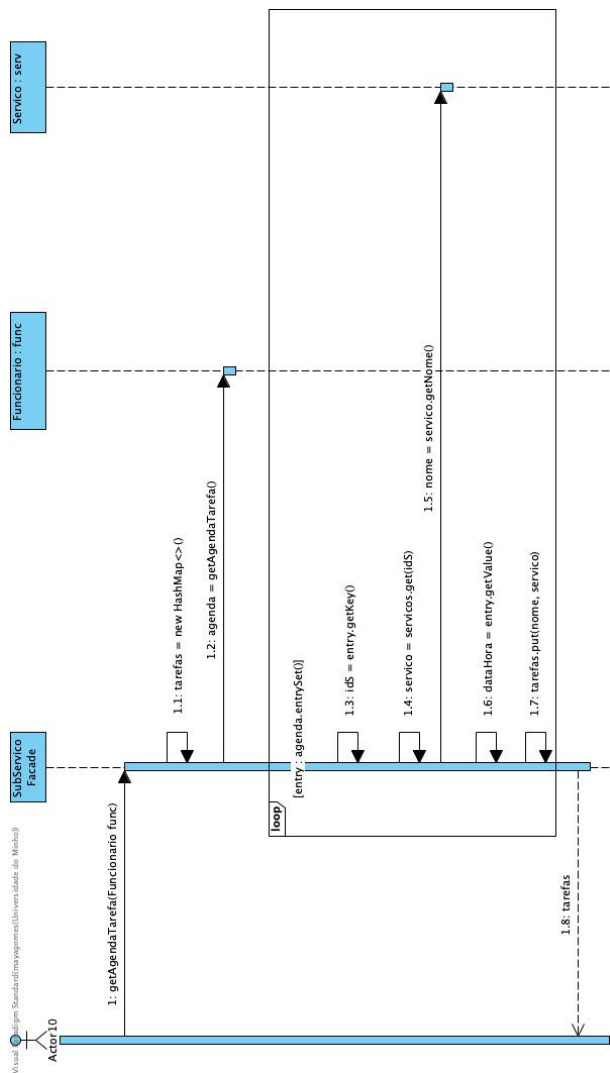 Visual Paradigm Standard(mayagomes(Universidade do Minho))
Actor10
SubServico
Facade
Funcionario : func
Servico : serv
1: getAgendaTarefa(Funcionario func)
1.1: tarefas = new HashMap<>()
1.2: agenda = getAgendaTarefa()
loop
[entry : agenda.entrySet()]
1.3: idS = entry.getKey()
1.4: servico = servicos.get(idS)
1.5: nome = servico.getNome()
1.6: dataHora = entry.getValue()
1.7: tarefas.put(nome, servico)
1.8: tarefas